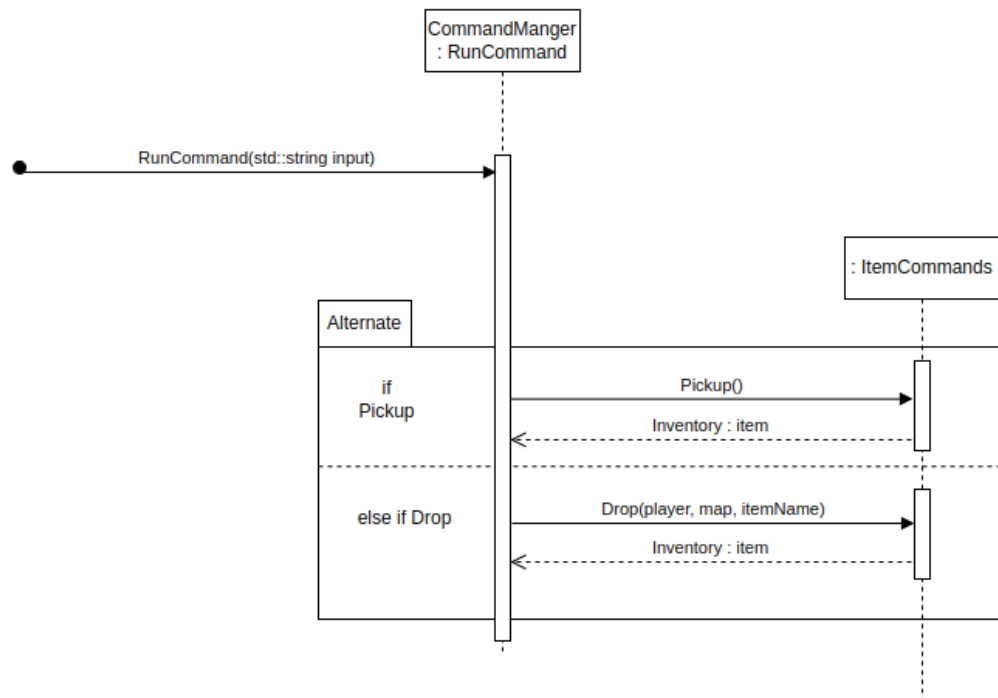 CommandManger
: RunCommand
RunCommand(std::string input)
: ItemCommands
Alternate
if
Pickup
Pickup()
Inventory : item
else if Drop
Drop(player, map, itemName)
Inventory : item